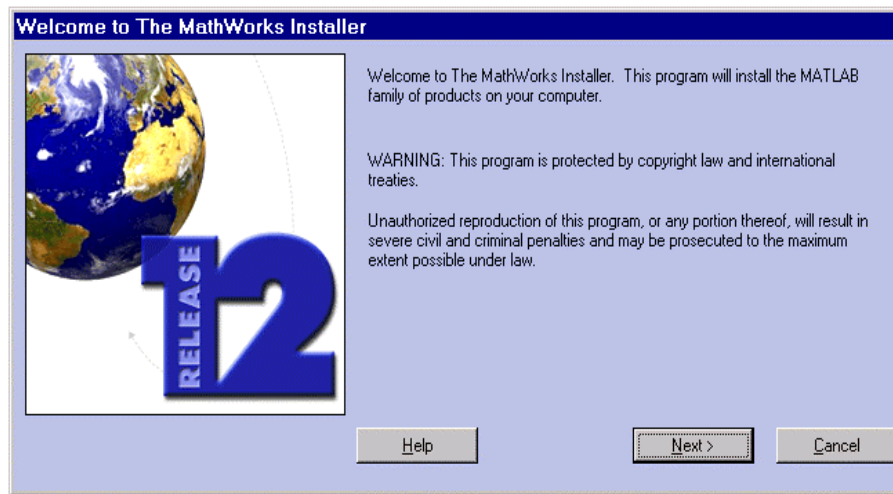 Welcome to The MathWorks Installer
Welcome to The MathWorks Installer. This program will install the MATLAB
family of products on your computer.
WARNING: This program is protected by copyright law and international
treaties.
Unauthorized reproduction of this program, or any portion thereof, will result in
severe civil and criminal penalties and may be prosecuted to the maximum
extent possible under law.
RELEASE
12
Help
Next >
Cancel